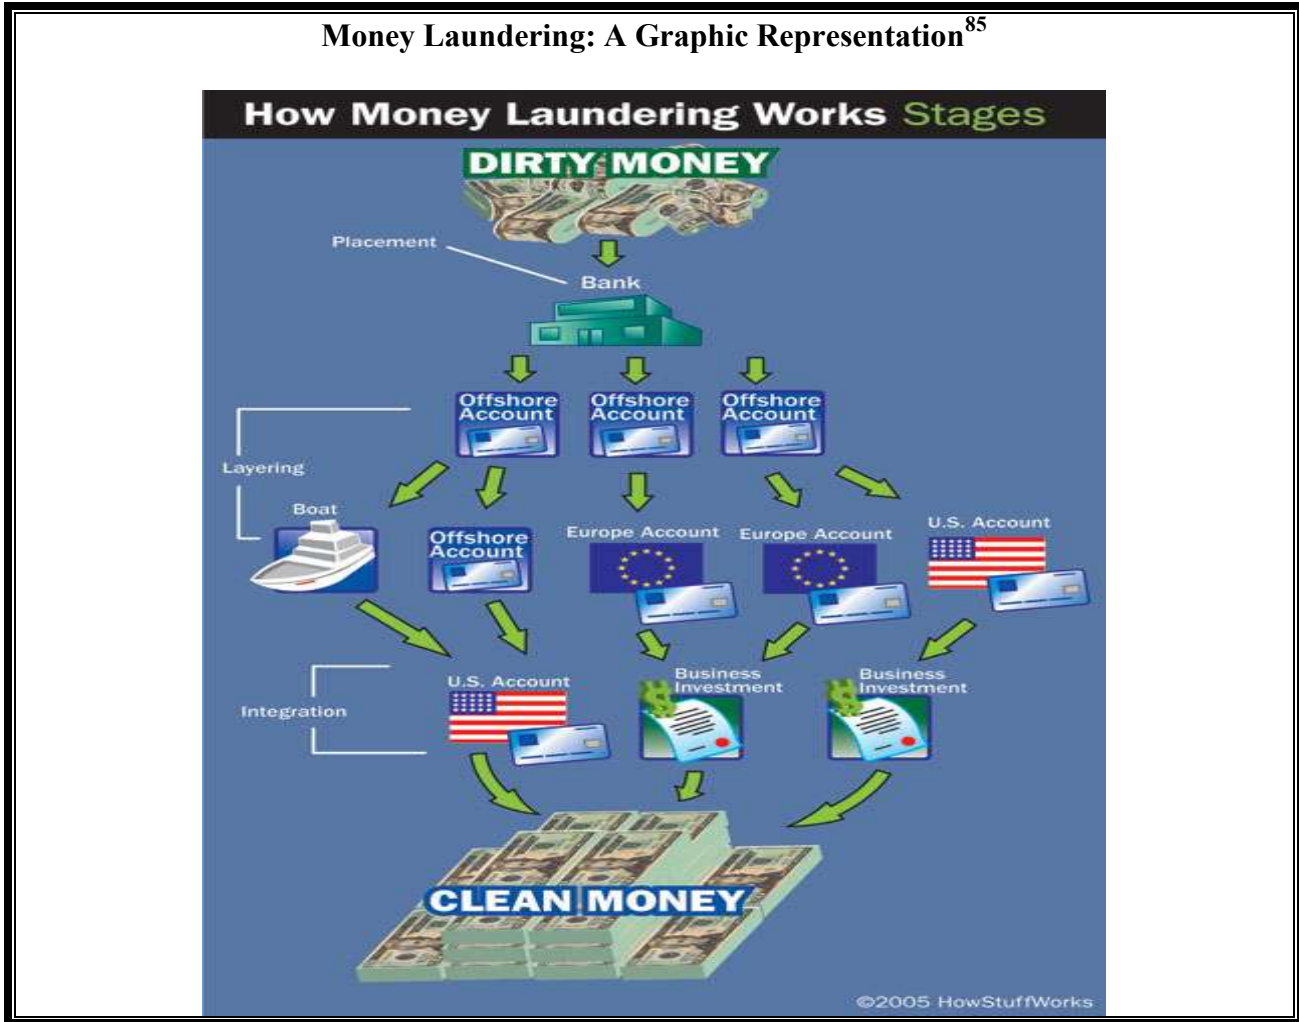 Money Laundering: A Graphic Representation85
How Money Laundering Works Stages
DIRTY MONEY
Placement
Bank
Offshore Account
Offshore Account
Offshore Account
Layering
Boat
Offshore Account
Europe Account
Europe Account
U.S. Account
U.S. Account
Business Investment
Business Investment
Integration
CLEAN MONEY
©2005 HowStuffWorks